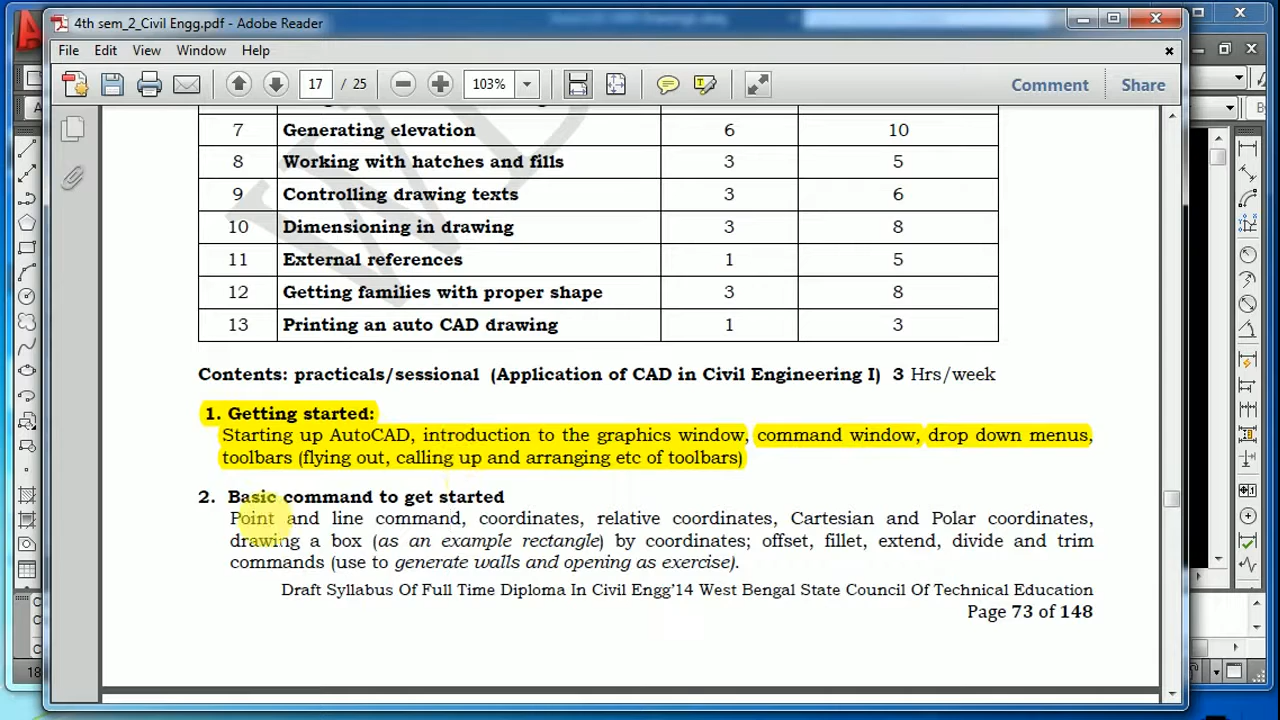 4th sem_2_Civil Engg.pdf - Adobe Reader
File Edit View Window Help
17 / 25 103% Comment Share
7 Generating elevation 6 10
8 Working with hatches and fills 3 5
9 Controlling drawing texts 3 6
10 Dimensioning in drawing 3 8
11 External references 1 5
12 Getting families with proper shape 3 8
13 Printing an auto CAD drawing 1 3
Contents: practicals/sessional (Application of CAD in Civil Engineering I) 3 Hrs/week
1. Getting started:
Starting up AutoCAD, introduction to the graphics window, command window, drop down menus,
toolbars (flying out, calling up and arranging etc of toolbars)
2. Basic command to get started
Point and line command, coordinates, relative coordinates, Cartesian and Polar coordinates,
drawing a box (as an example rectangle) by coordinates; offset, fillet, extend, divide and trim
commands (use to generate walls and opening as exercise).
Draft Syllabus Of Full Time Diploma In Civil Engg'14 West Bengal State Council Of Technical Education
Page 73 of 148